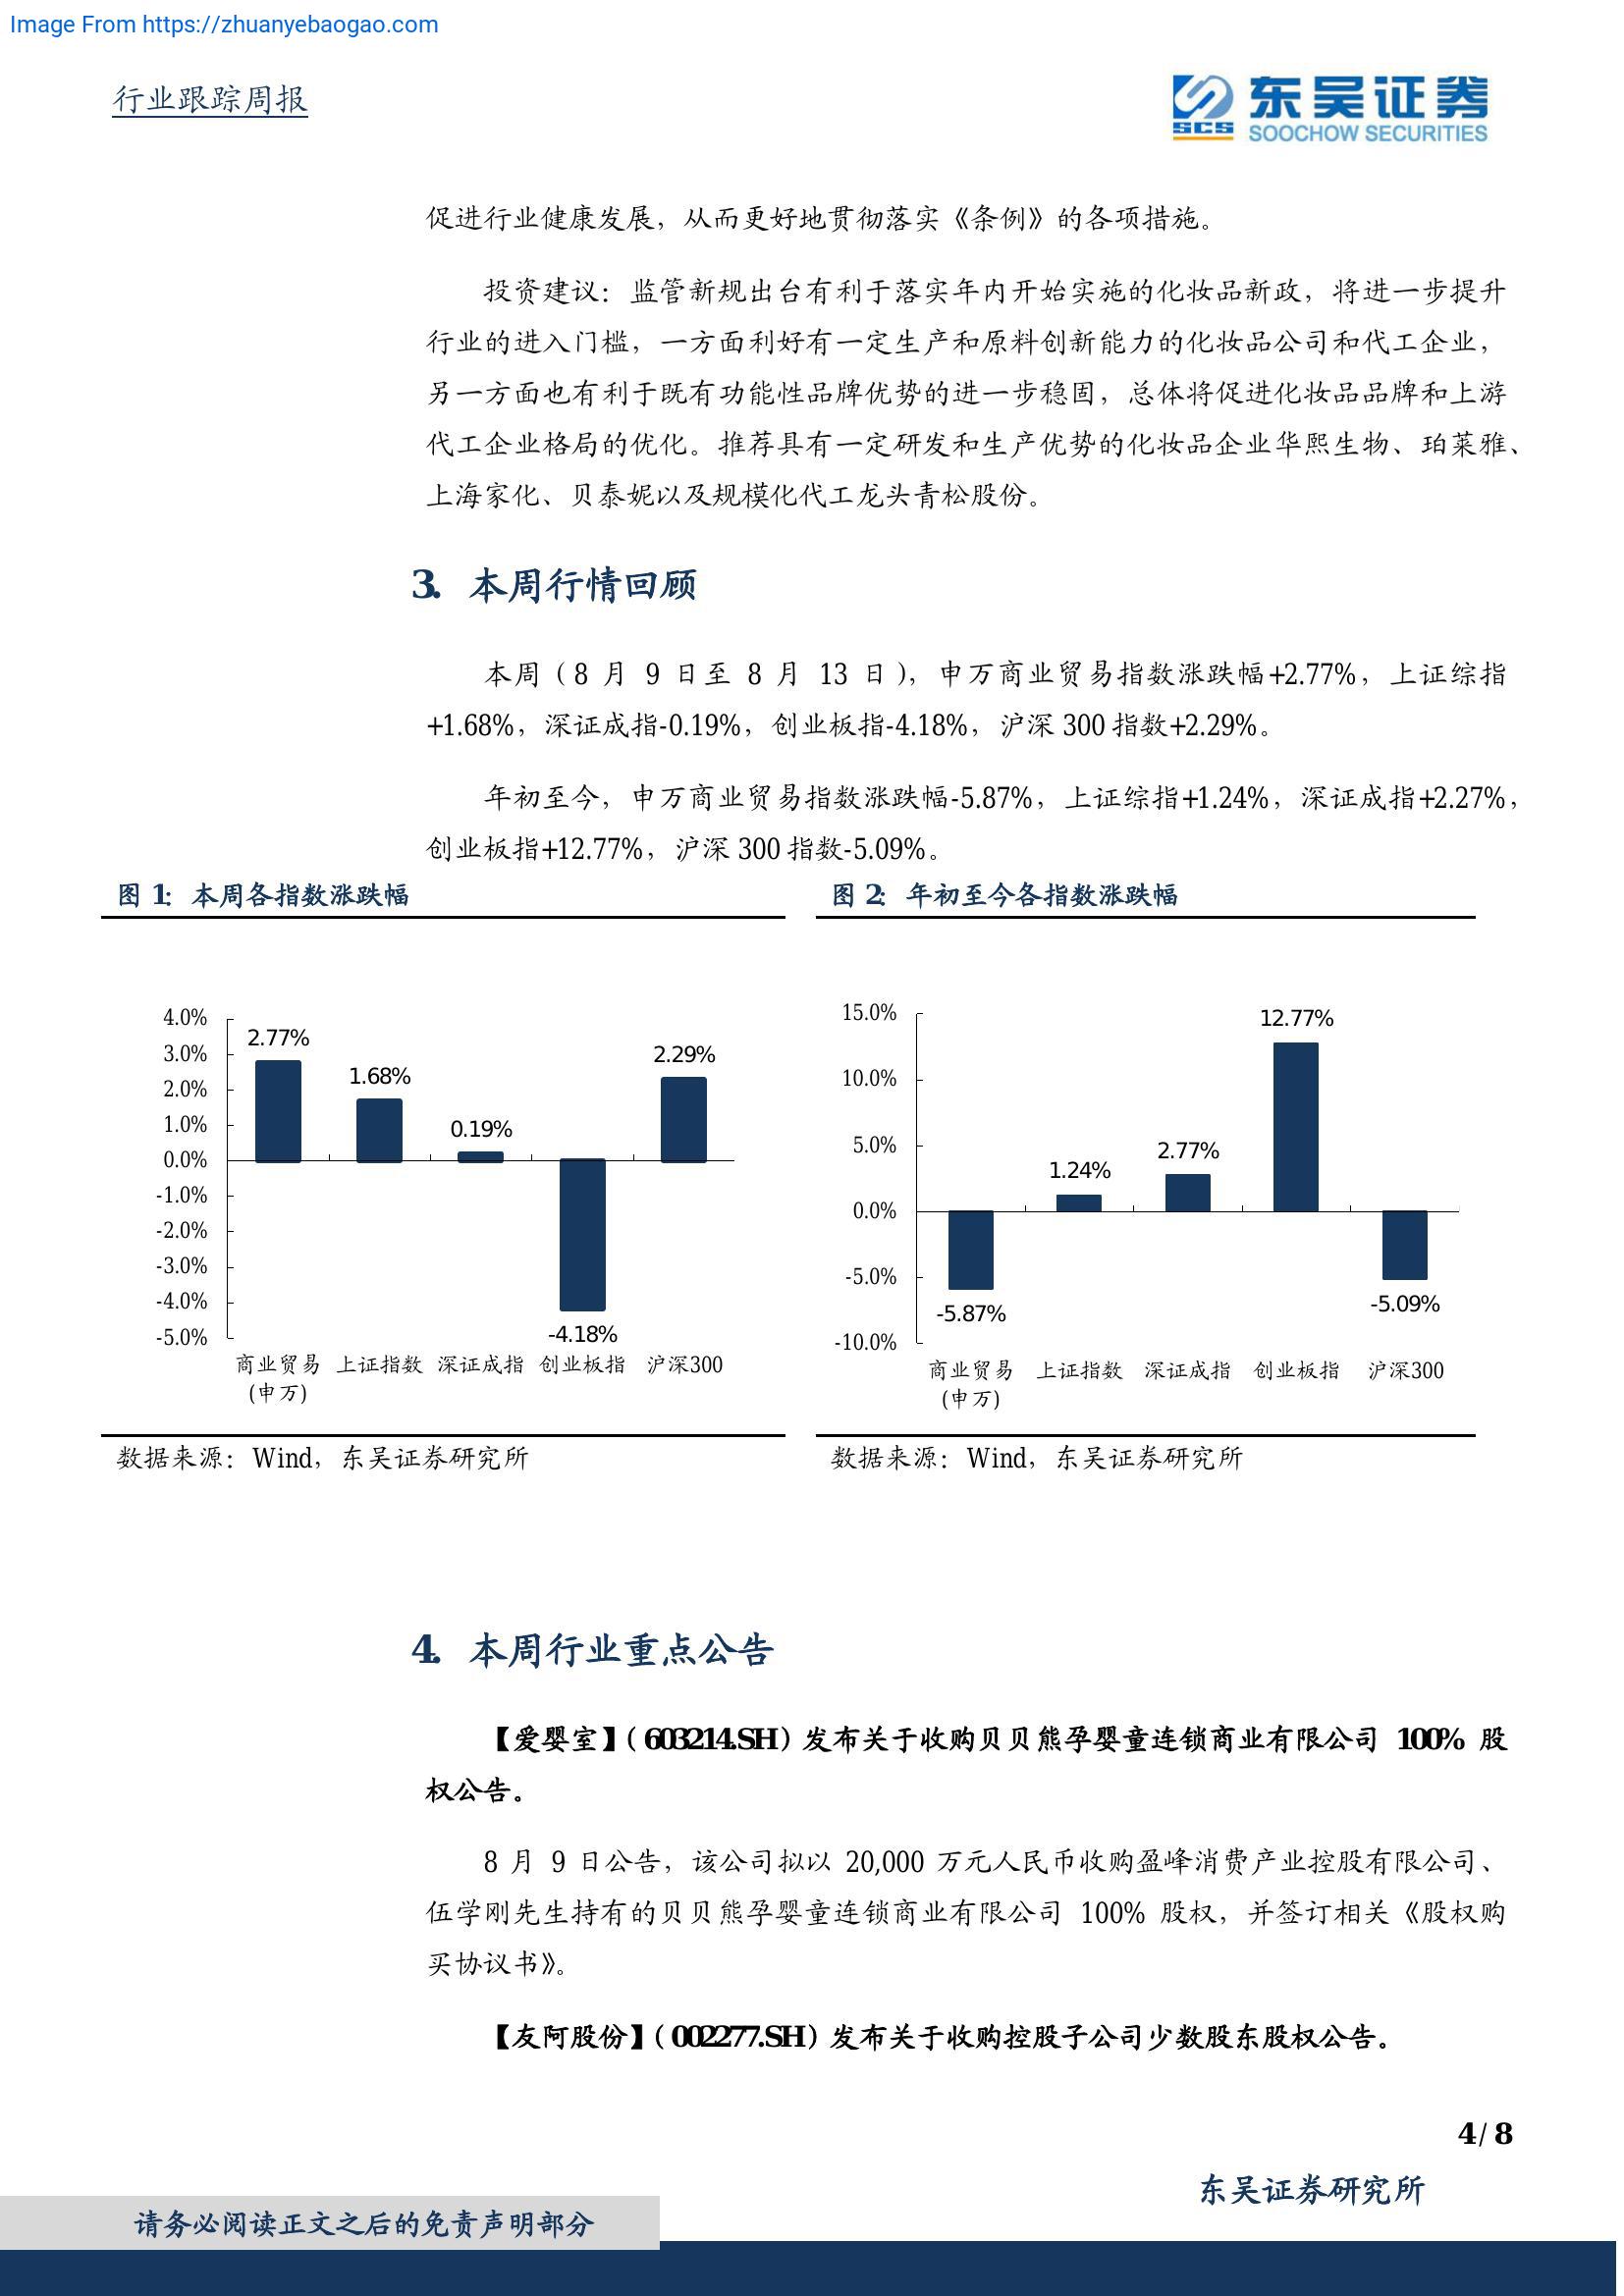 Image From https://zhuanyebaogao.com
行业跟踪周报
SCS 东吴证券
SOOCHOW SECURITIES
促进行业健康发展，从而更好地贯彻落实《条例》的各项措施。
投资建议：监管新规出台有利于落实年内开始实施的化妆品新政，将进一步提升
行业的进入门槛，一方面利好有一定生产和原料创新能力的化妆品公司和代工企业，
另一方面也有利于既有功能性品牌优势的进一步稳固，总体将促进化妆品品牌和上游
代工企业格局的优化。推荐具有一定研发和生产优势的化妆品企业华熙生物、珀莱雅、
上海家化、贝泰妮以及规模化代工龙头青松股份。
3. 本周行情回顾
本周（8 月 9 日至 8 月 13 日），申万商业贸易指数涨跌幅+2.77%，上证综指
+1.68%，深证成指-0.19%，创业板指-4.18%，沪深 300 指数+2.29%。
年初至今，申万商业贸易指数涨跌幅-5.87%，上证综指+1.24%，深证成指+2.27%，
创业板指+12.77%，沪深 300 指数-5.09%。
图 1：本周各指数涨跌幅
4.0%
3.0%
2.0%
1.0%
0.0%
-1.0%
-2.0%
-3.0%
-4.0%
-5.0%
2.77%
1.68%
0.19%
-4.18%
2.29%
商业贸易 上证指数 深证成指 创业板指 沪深300
(申万)
数据来源：Wind，东吴证券研究所
图 2：年初至今各指数涨跌幅
15.0%
10.0%
5.0%
0.0%
-5.0%
-10.0%
-5.87%
1.24%
2.77%
12.77%
-5.09%
商业贸易 上证指数 深证成指 创业板指 沪深300
(申万)
数据来源：Wind，东吴证券研究所
4. 本周行业重点公告
【爱婴室】（603214.SH）发布关于收购贝贝熊孕婴童连锁商业有限公司 100% 股
权公告。
8 月 9 日公告，该公司拟以 20,000 万元人民币收购盈峰消费产业控股有限公司、
伍学刚先生持有的贝贝熊孕婴童连锁商业有限公司 100% 股权，并签订相关《股权购
买协议书》。
【友阿股份】（002277.SH）发布关于收购控股子公司少数股东股权公告。
4 / 8
东吴证券研究所
请务必阅读正文之后的免责声明部分